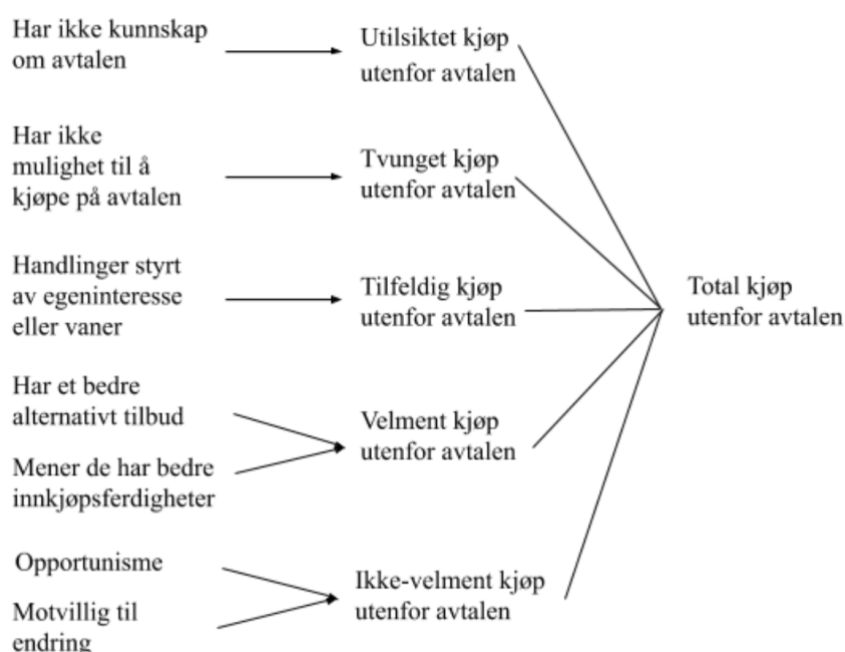 Har ikke kunnskap
om avtalen
Utilsiktet kjøp
utenfor avtalen
Har ikke
mulighet til å
kjøpe på avtalen
Tvunget kjøp
utenfor avtalen
Handlinger styrt
av egeninteresse
eller vaner
Tilfeldig kjøp
utenfor avtalen
Total kjøp
utenfor avtalen
Har et bedre
alternativt tilbud
Mener de har bedre
innkjøpsferdigheter
Velment kjøp
utenfor avtalen
Opportunisme
Motvillig til
endring
Ikke-velment kjøp
utenfor avtalen